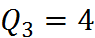 Q₃ = 4